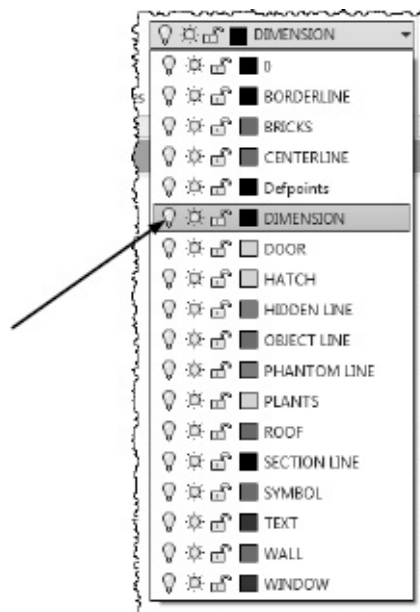 DIMENSION
0
BORDERLINE
BRICKS
CENTERLINE
Defpoints
DIMENSION
DOOR
HATCH
HIDDEN LINE
OBJECT LINE
PHANTOM LINE
PLANTS
ROOF
SECTION LINE
SYMBOL
TEXT
WALL
WINDOW